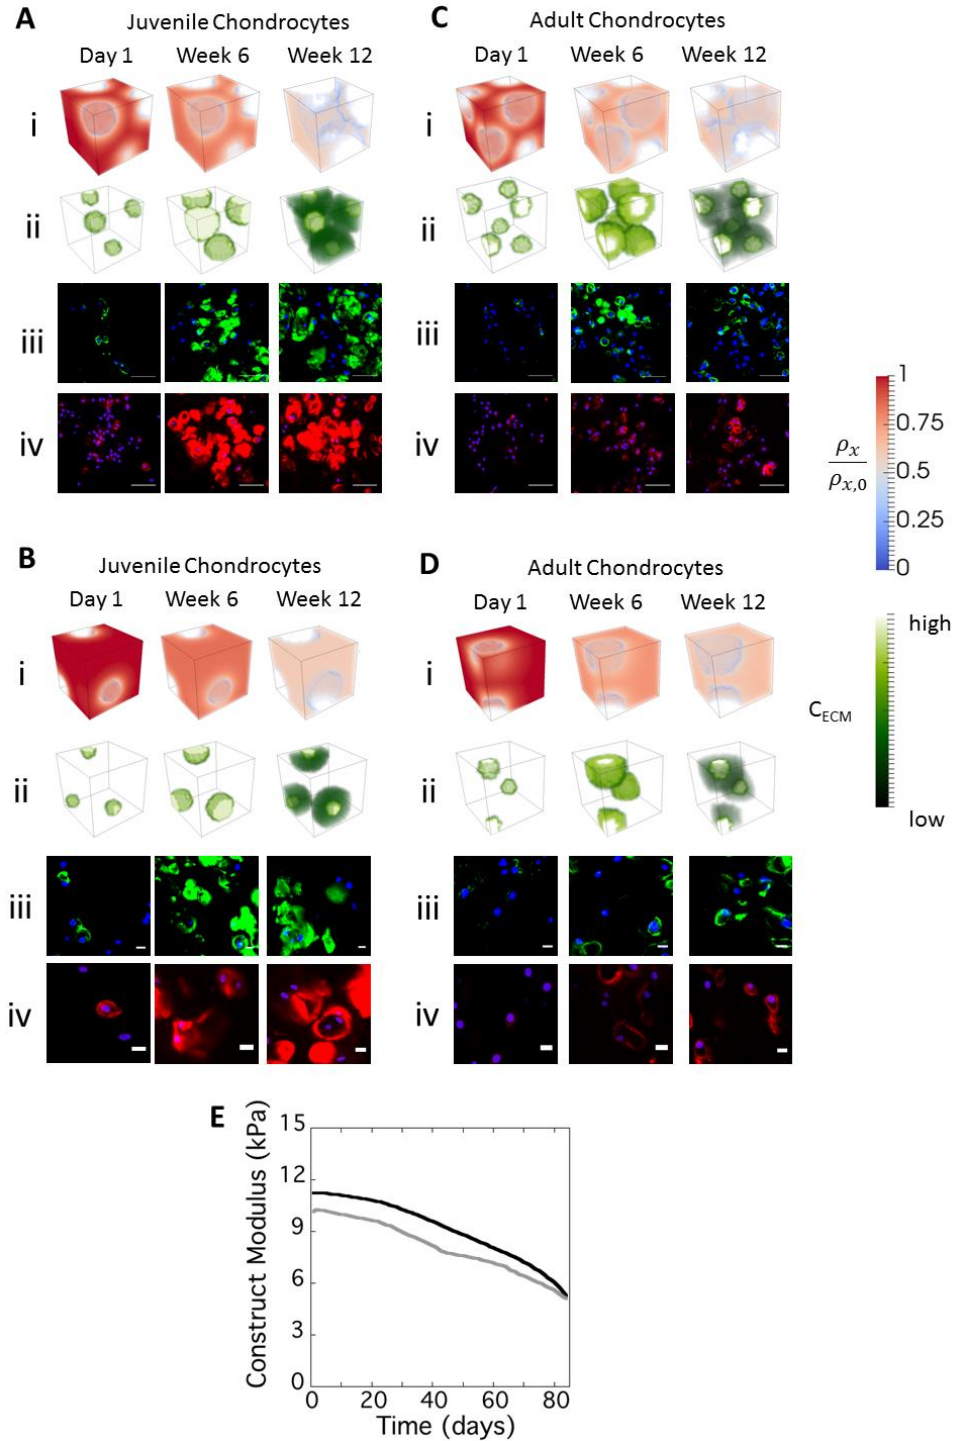 A
Juvenile Chondrocytes
Day 1 Week 6 Week 12
i
ii
iii
iv
C
Adult Chondrocytes
Day 1 Week 6 Week 12
i
ii
iii
iv
1
0.75
0.5
0.25
0
ρx
ρx,0
B
Juvenile Chondrocytes
Day 1 Week 6 Week 12
i
ii
iii
iv
D
Adult Chondrocytes
Day 1 Week 6 Week 12
i
ii
iii
iv
high
CECM
low
E
Construct Modulus (kPa)
15
12
9
6
3
0
0 20 40 60 80
Time (days)